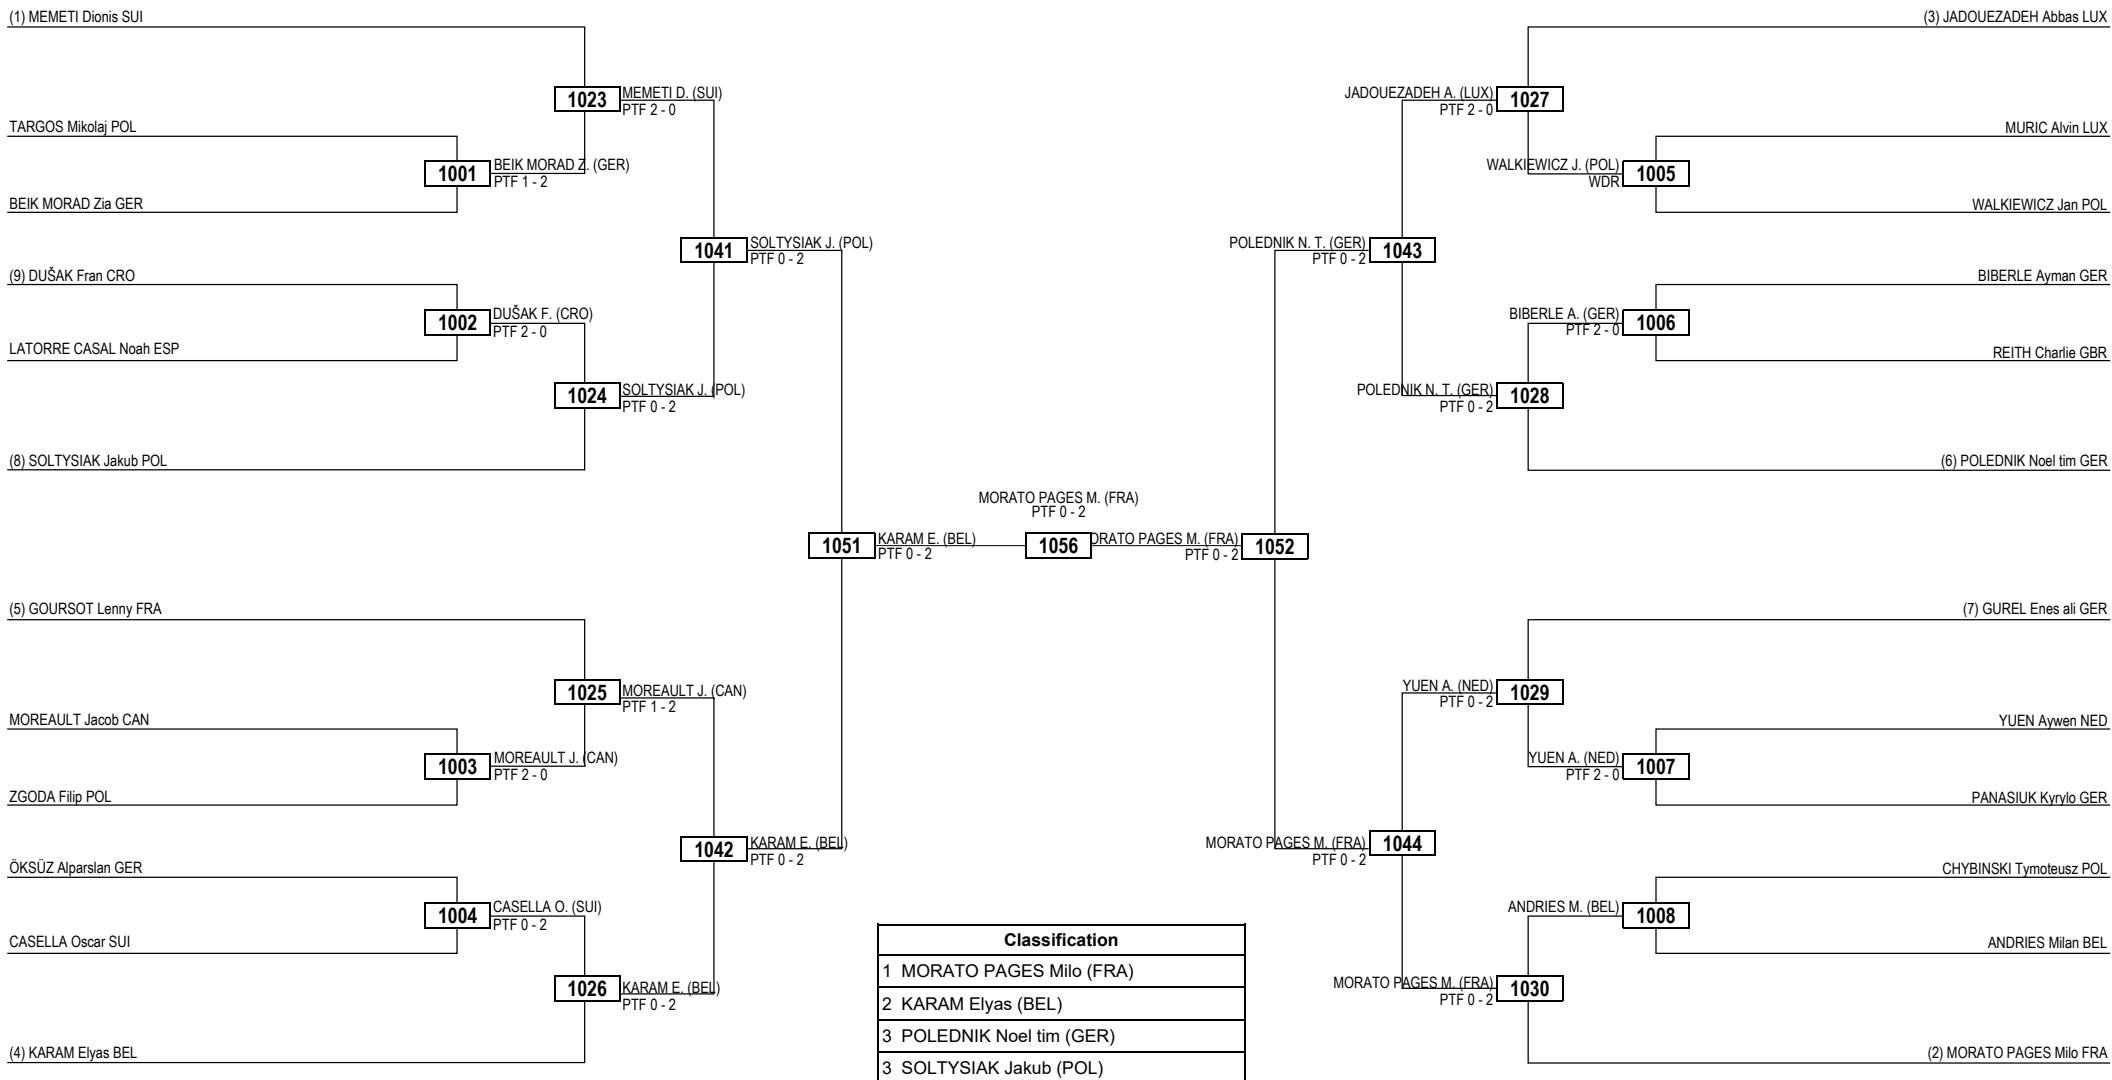 (1) MEMETI Dionis SUI
TARGOS Mikolaj POL
BEIK MORAD Zia GER
(9) DUŠAK Fran CRO
LATORRE CASAL Noah ESP
(8) SOLTYSIAK Jakub POL
(5) GOURSOT Lenny FRA
MOREAULT Jacob CAN
ZGODA Filip POL
ÖKSÜZ Alparslan GER
CASELLA Oscar SUI
(4) KARAM Elyas BEL
1001
BEIK MORAD Z. (GER)
PTF 1 - 2
1002
DUŠAK F. (CRO)
PTF 2 - 0
1003
MOREAULT J. (CAN)
PTF 2 - 0
1004
CASELLA O. (SUI)
PTF 0 - 2
1023
MEMETI D. (SUI)
PTF 2 - 0
1024
SOLTYSIAK J. (POL)
PTF 0 - 2
1025
MOREAULT J. (CAN)
PTF 1 - 2
1026
KARAM E. (BEL)
PTF 0 - 2
1041
SOLTYSIAK J. (POL)
PTF 0 - 2
1042
KARAM E. (BEL)
PTF 0 - 2
1051
KARAM E. (BEL)
PTF 0 - 2
MORATO PAGES M. (FRA)
PTF 0 - 2
1056
ORATO PAGES M. (FRA)
PTF 0 - 2
1052
POLEDNIK N. T. (GER)
PTF 0 - 2
1043
MORATO PAGES M. (FRA)
PTF 0 - 2
1044
JADOUEZADEH A. (LUX)
PTF 2 - 0
1027
POLEDNIK N. T. (GER)
PTF 0 - 2
1028
YUEN A. (NED)
PTF 0 - 2
1029
MORATO PAGES M. (FRA)
PTF 0 - 2
1030
WALKIEWICZ J. (POL)
WDR
1005
BIBERLE A. (GER)
PTF 2 - 0
1006
YUEN A. (NED)
PTF 2 - 0
1007
ANDRIES M. (BEL)
1008
(3) JADOUEZADEH Abbas LUX
MURIC Alvin LUX
WALKIEWICZ Jan POL
BIBERLE Ayman GER
REITH Charlie GBR
(6) POLEDNIK Noel tim GER
(7) GUREL Enes ali GER
YUEN Aywen NED
PANASIUK Kyrylo GER
CHYBINSKI Tymoteusz POL
ANDRIES Milan BEL
(2) MORATO PAGES Milo FRA
Classification
1 MORATO PAGES Milo (FRA)
2 KARAM Elyas (BEL)
3 POLEDNIK Noel tim (GER)
3 SOLTYSIAK Jakub (POL)